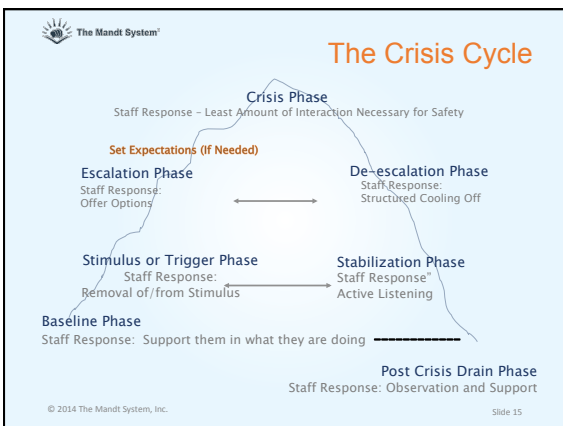 The Mandt System®
The Crisis Cycle
Crisis Phase
Staff Response – Least Amount of Interaction Necessary for Safety
Set Expectations (If Needed)
Escalation Phase
Staff Response:
Offer Options
De-escalation Phase
Staff Response:
Structured Cooling Off
Stimulus or Trigger Phase
Staff Response:
Removal of/from Stimulus
Stabilization Phase
Staff Response"
Active Listening
Baseline Phase
Staff Response: Support them in what they are doing
Post Crisis Drain Phase
Staff Response: Observation and Support
© 2014 The Mandt System, Inc.
Slide 15